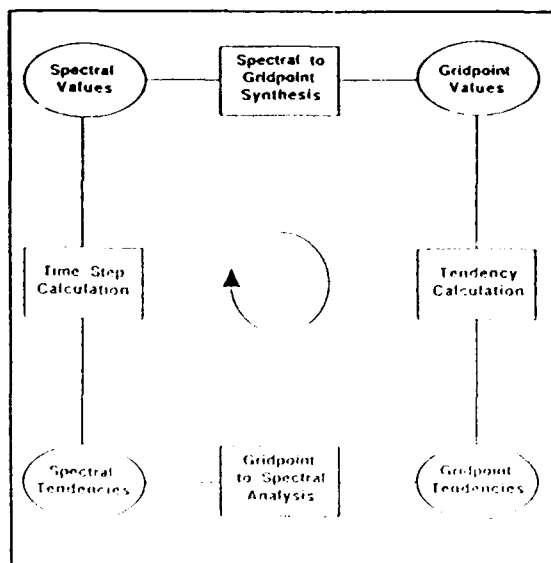 Spectral
Values
Spectral to
Gridpoint
Synthesis
Gridpoint
Values
Time Step
Calculation
Tendency
Calculation
Spectral
Tendencies
Gridpoint
to Spectral
Analysis
Gridpoint
Tendencies